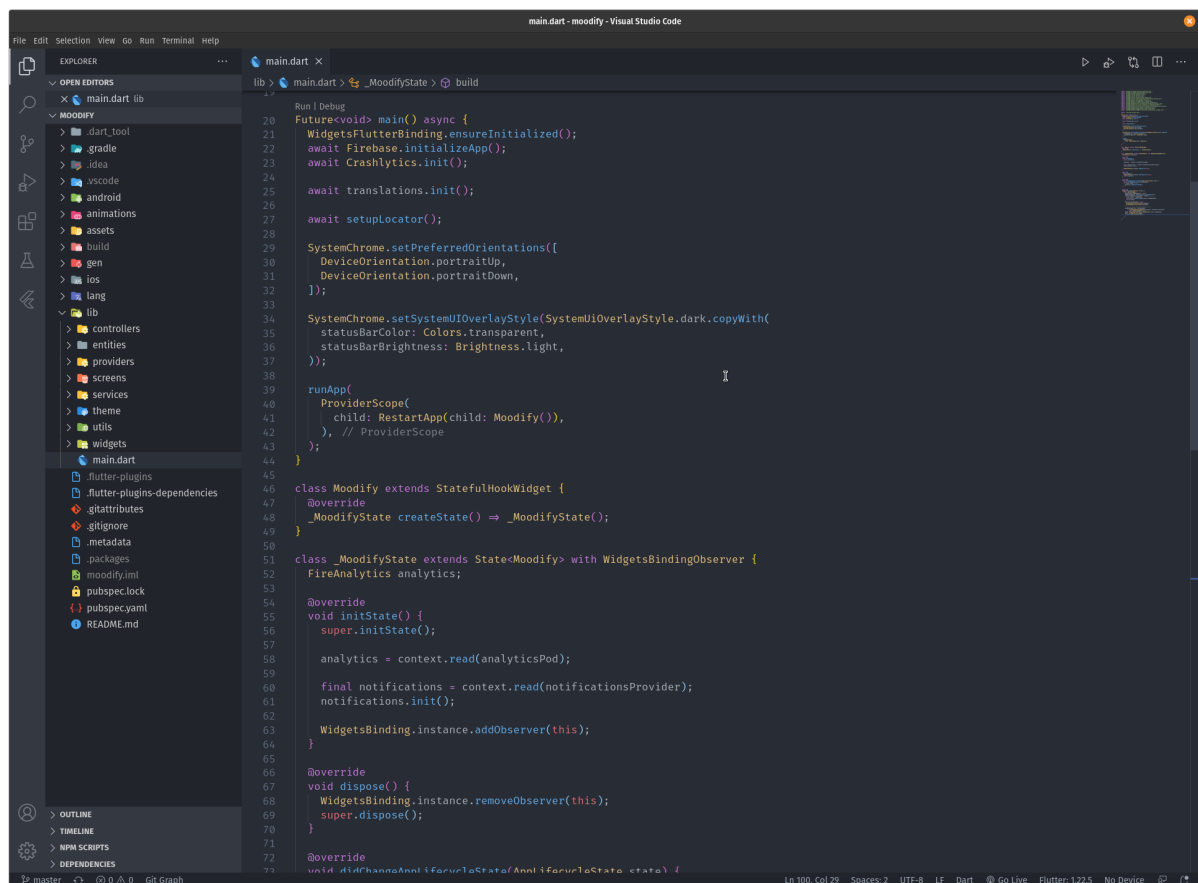 main.dart - moodify - Visual Studio Code
File Edit Selection View Go Run Terminal Help
EXPLORER
OPEN EDITORS
main.dart lib
MOODIFY
.dart_tool
.gradle
.idea
.vscode
android
animations
assets
build
gen
ios
lang
lib
controllers
entities
providers
screens
services
theme
utils
widgets
main.dart
.flutter-plugins
.flutter-plugins-dependencies
.gitattributes
.gitignore
.metadata
.packages
moodify.iml
pubspec.lock
pubspec.yaml
README.md
OUTLINE
TIMELINE
NPM SCRIPTS
DEPENDENCIES
main.dart
lib > main.dart > _MoodifyState > build
19
Run | Debug
20 Future<void> main() async {
21   WidgetsFlutterBinding.ensureInitialized();
22   await Firebase.initializeApp();
23   await Crashlytics.init();
24
25   await translations.init();
26
27   await setupLocator();
28
29   SystemChrome.setPreferredOrientations([
30     DeviceOrientation.portraitUp,
31     DeviceOrientation.portraitDown,
32   ]);
33
34   SystemChrome.setSystemUIOverlayStyle(SystemUiOverlayStyle.dark.copyWith(
35     statusBarColor: Colors.transparent,
36     statusBarBrightness: Brightness.light,
37   ));
38
39   runApp(
40     ProviderScope(
41       child: RestartApp(child: Moodify()),
42     ), // ProviderScope
43   );
44 }
45
46 class Moodify extends StatefulHookWidget {
47   @override
48   _MoodifyState createState() ⇒ _MoodifyState();
49 }
50
51 class _MoodifyState extends State<Moodify> with WidgetsBindingObserver {
52   FireAnalytics analytics;
53
54   @override
55   void initState() {
56     super.initState();
57
58     analytics = context.read(analyticsPod);
59
60     final notifications = context.read(notificationsProvider);
61     notifications.init();
62
63     WidgetsBinding.instance.addObserver(this);
64   }
65
66   @override
67   void dispose() {
68     WidgetsBinding.instance.removeObserver(this);
69     super.dispose();
70   }
71
72   @override
73   void didChangeAppLifecycleState(AppLifecycleState state) {
master 0 0 Git Graph Ln 100, Col 29 Spaces: 2 UTF-8 LF Dart Go Live Flutter: 1.22.5 No Device